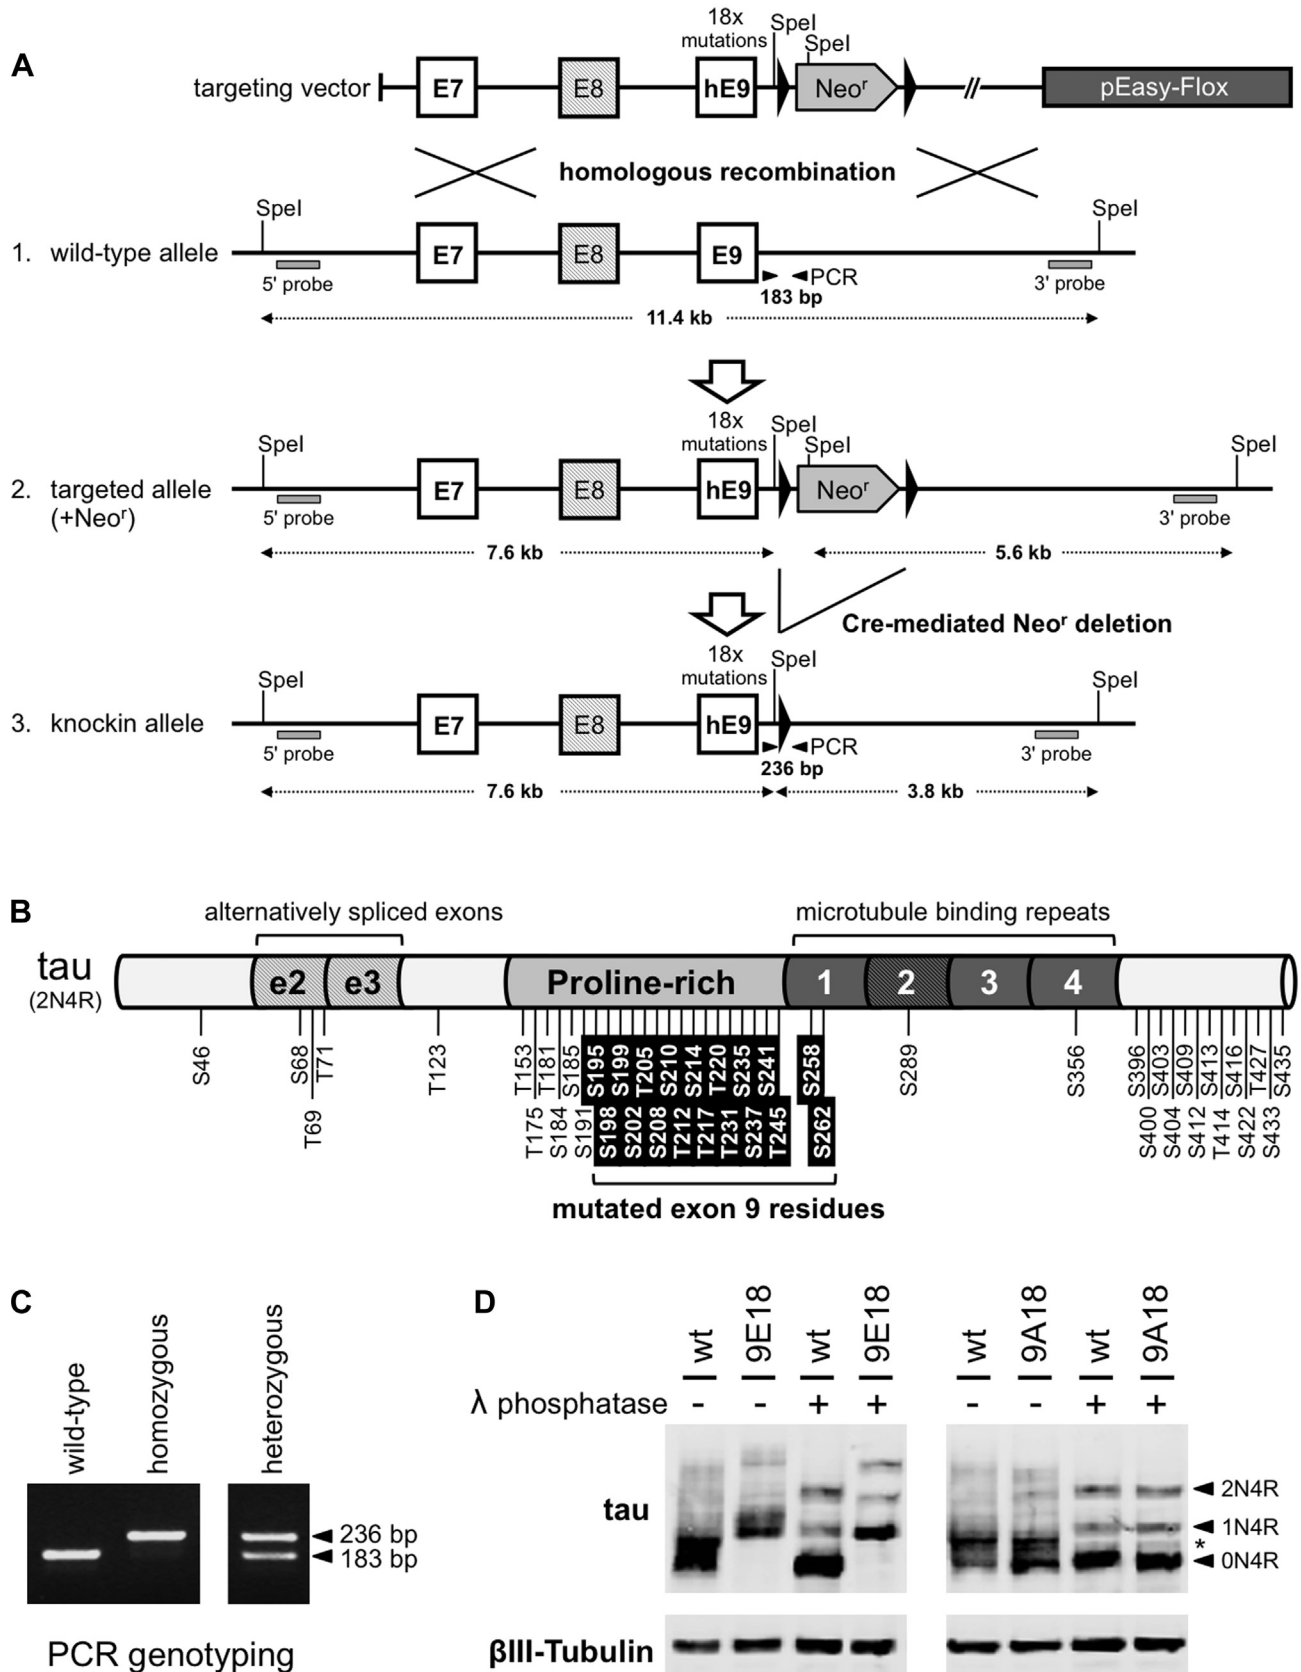 A
18x
mutations
SpeI
SpeI
targeting vector
E7
E8
hE9
Neoʳ
pEasy-Flox
homologous recombination
SpeI
SpeI
1. wild-type allele
E7
E8
E9
5' probe
PCR
183 bp
3' probe
11.4 kb
18x
mutations
SpeI
SpeI
SpeI
SpeI
2. targeted allele
(+Neoʳ)
E7
E8
hE9
Neoʳ
5' probe
3' probe
7.6 kb
5.6 kb
Cre-mediated Neoʳ deletion
18x
mutations
SpeI
SpeI
SpeI
3. knockin allele
E7
E8
hE9
5' probe
PCR
236 bp
3' probe
7.6 kb
3.8 kb
B
alternatively spliced exons
microtubule binding repeats
tau
(2N4R)
e2
e3
Proline-rich
1
2
3
4
S46
S68
T69
T71
T123
T153
T175
T181
S184
S185
S191
S195
S198
S199
S202
T205
S208
S210
T212
S214
T217
T220
T231
S235
S237
S241
T245
S258
S262
S289
S356
S396
S400
S403
S404
S409
S412
S413
T414
S416
S422
T427
S433
S435
mutated exon 9 residues
C
wild-type
homozygous
heterozygous
236 bp
183 bp
PCR genotyping
D
wt
9E18
wt
9E18
wt
9A18
wt
9A18
λ phosphatase - - + + - - + +
tau
2N4R
1N4R
*
0N4R
βIII-Tubulin